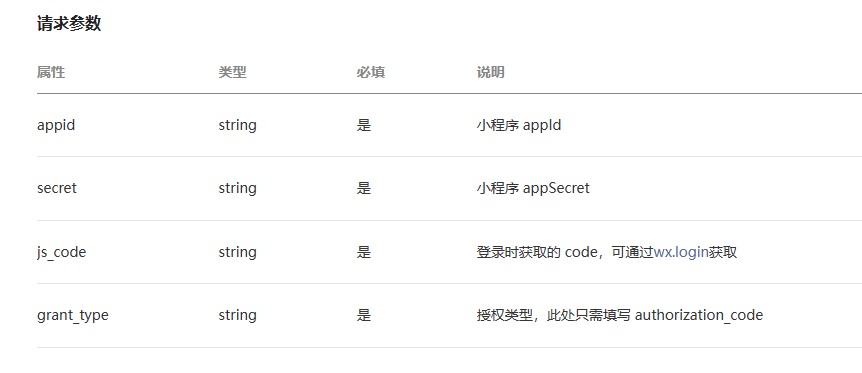 请求参数
属性 类型 必填 说明
appid string 是 小程序 appId
secret string 是 小程序 appSecret
js_code string 是 登录时获取的 code，可通过wx.login获取
grant_type string 是 授权类型，此处只需填写 authorization_code